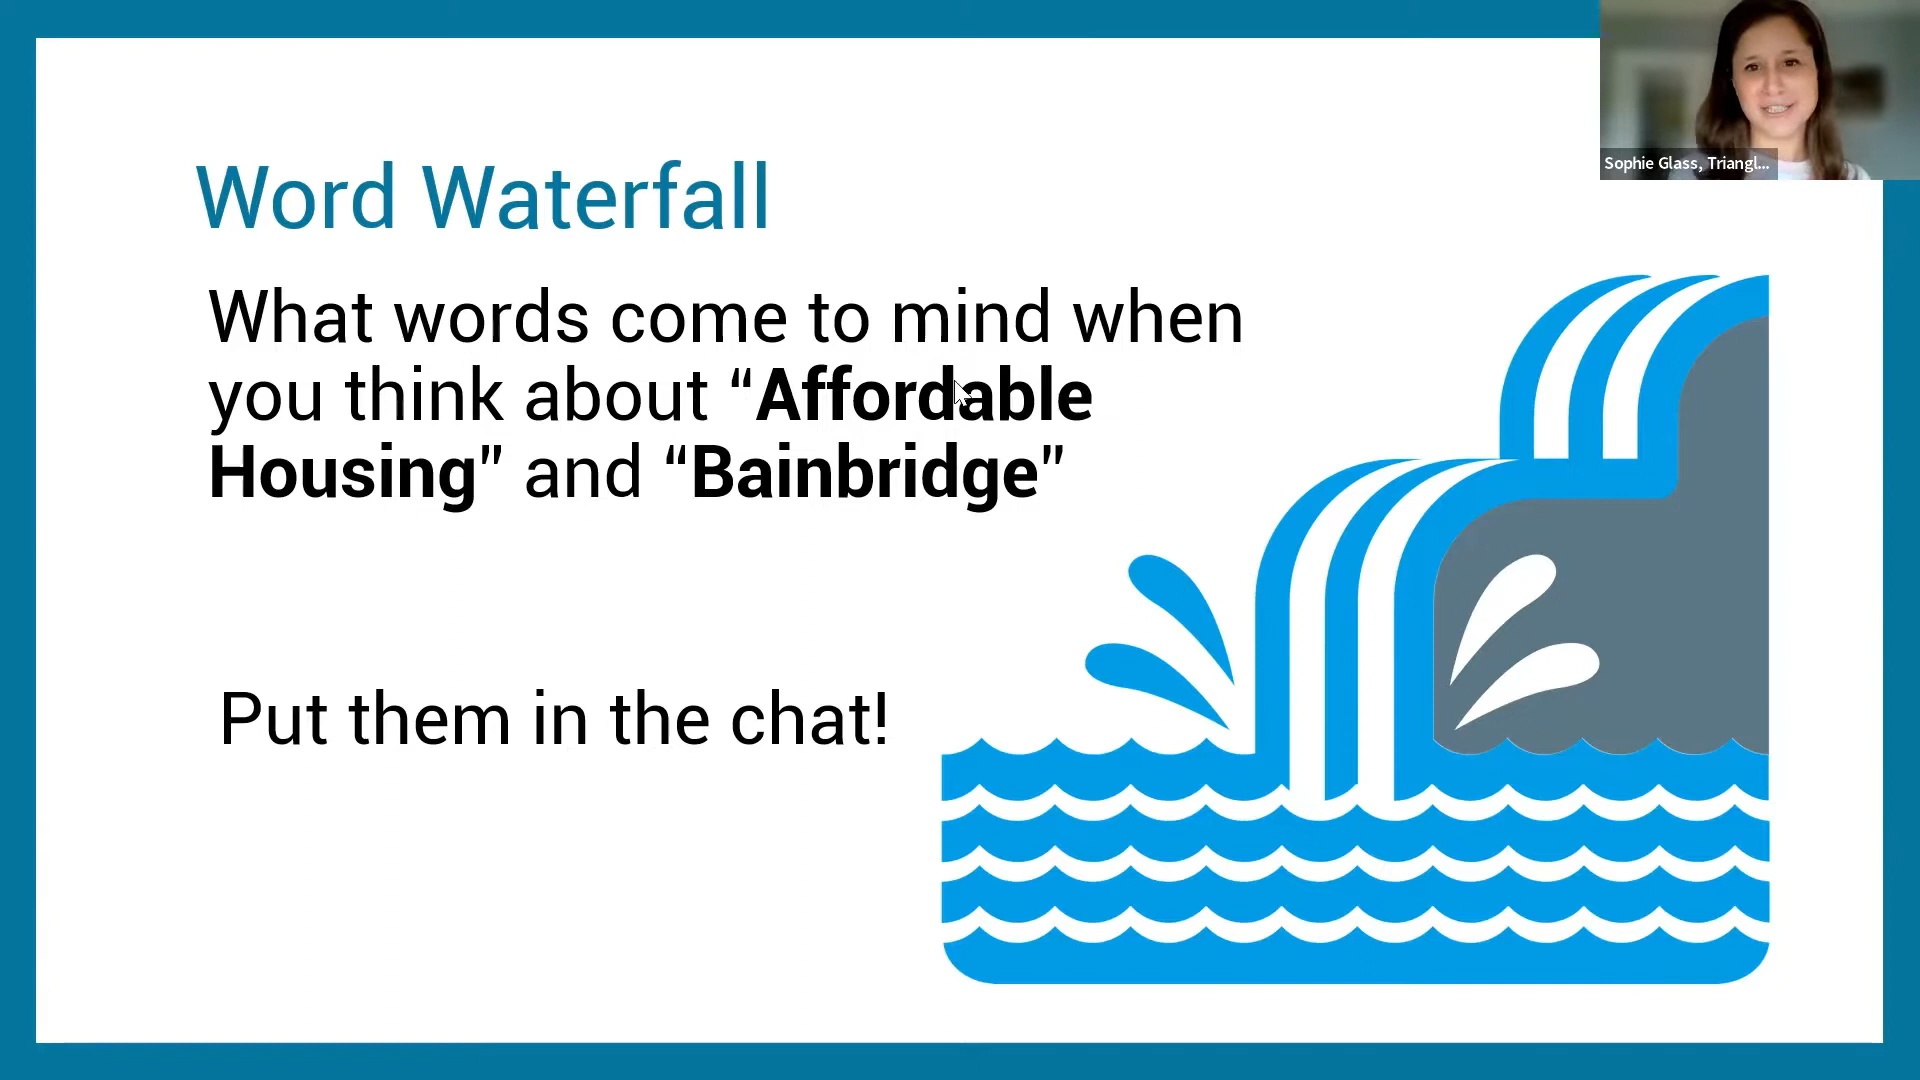 Sophie Glass, Triangl...
Word Waterfall
What words come to mind when
you think about “Affordable
Housing” and “Bainbridge”
Put them in the chat!